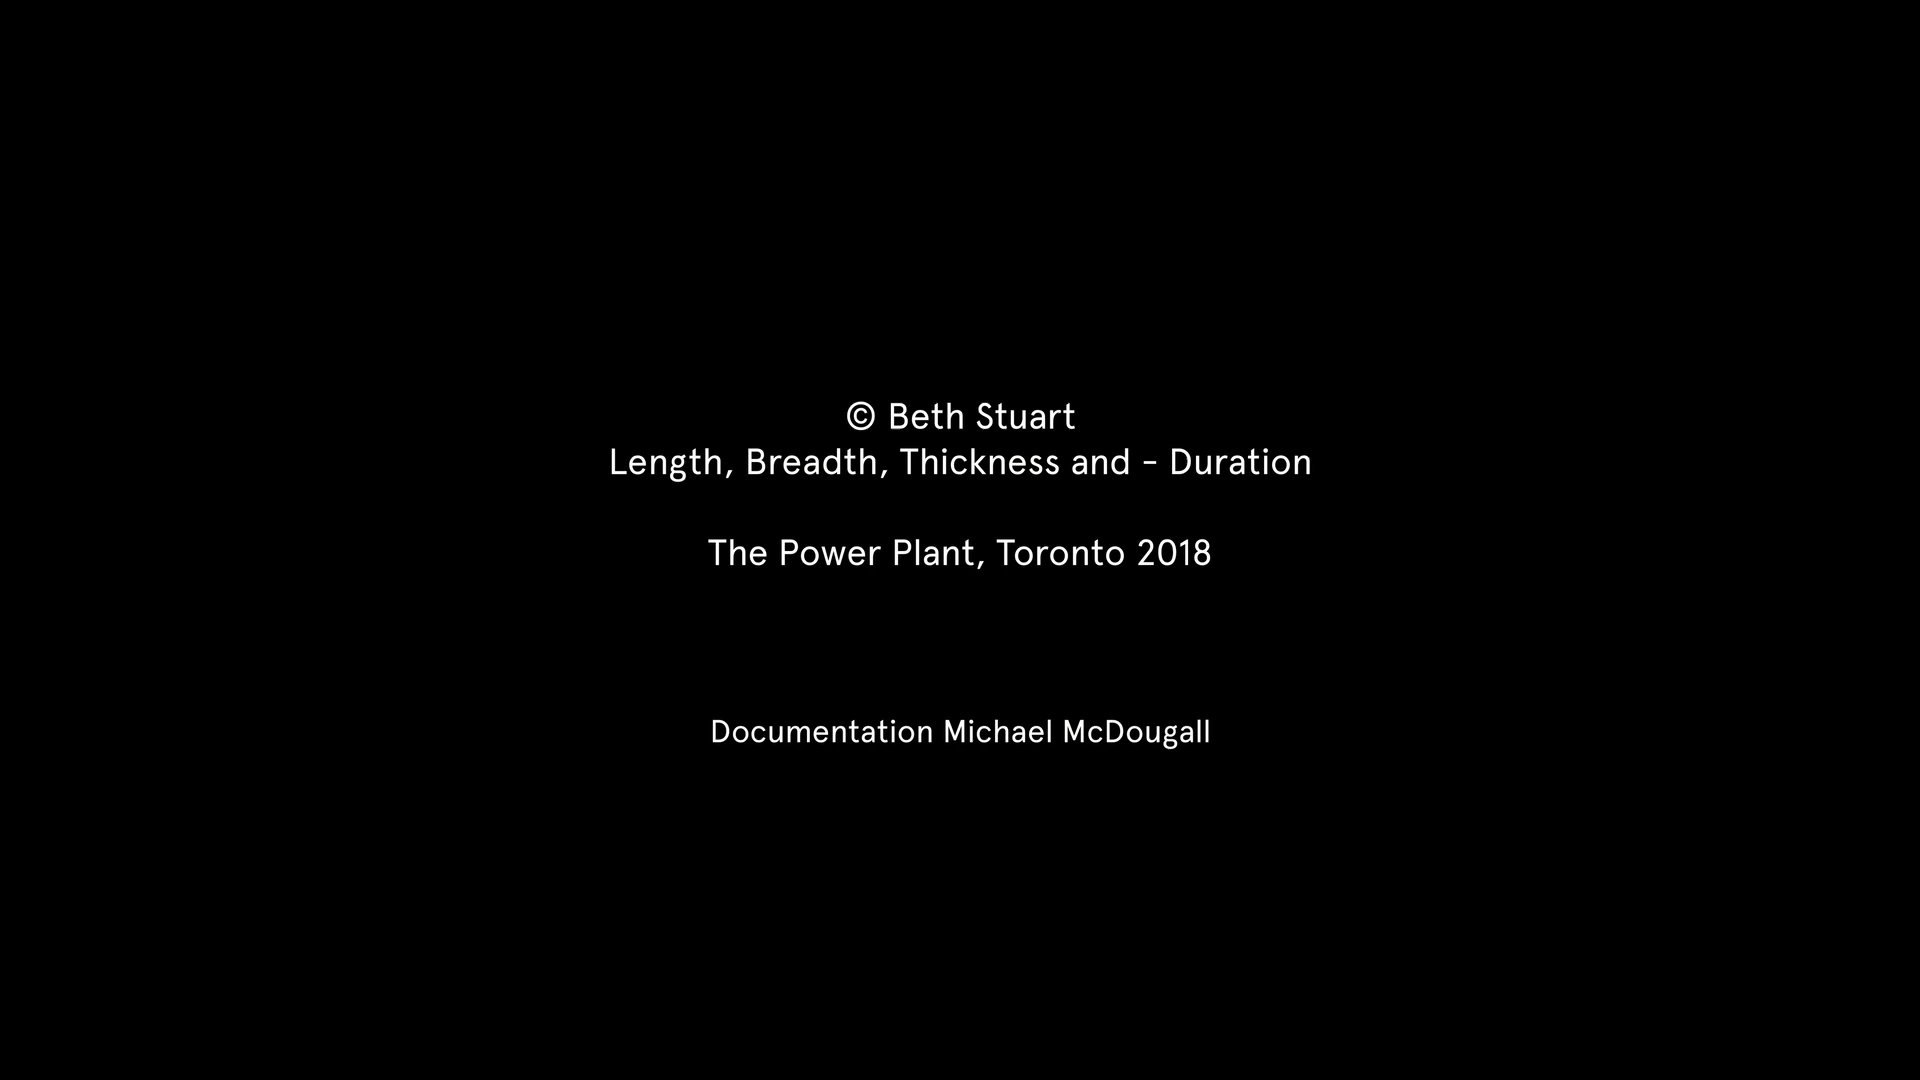 © Beth Stuart
Length, Breadth, Thickness and - Duration
The Power Plant, Toronto 2018
Documentation Michael McDougall